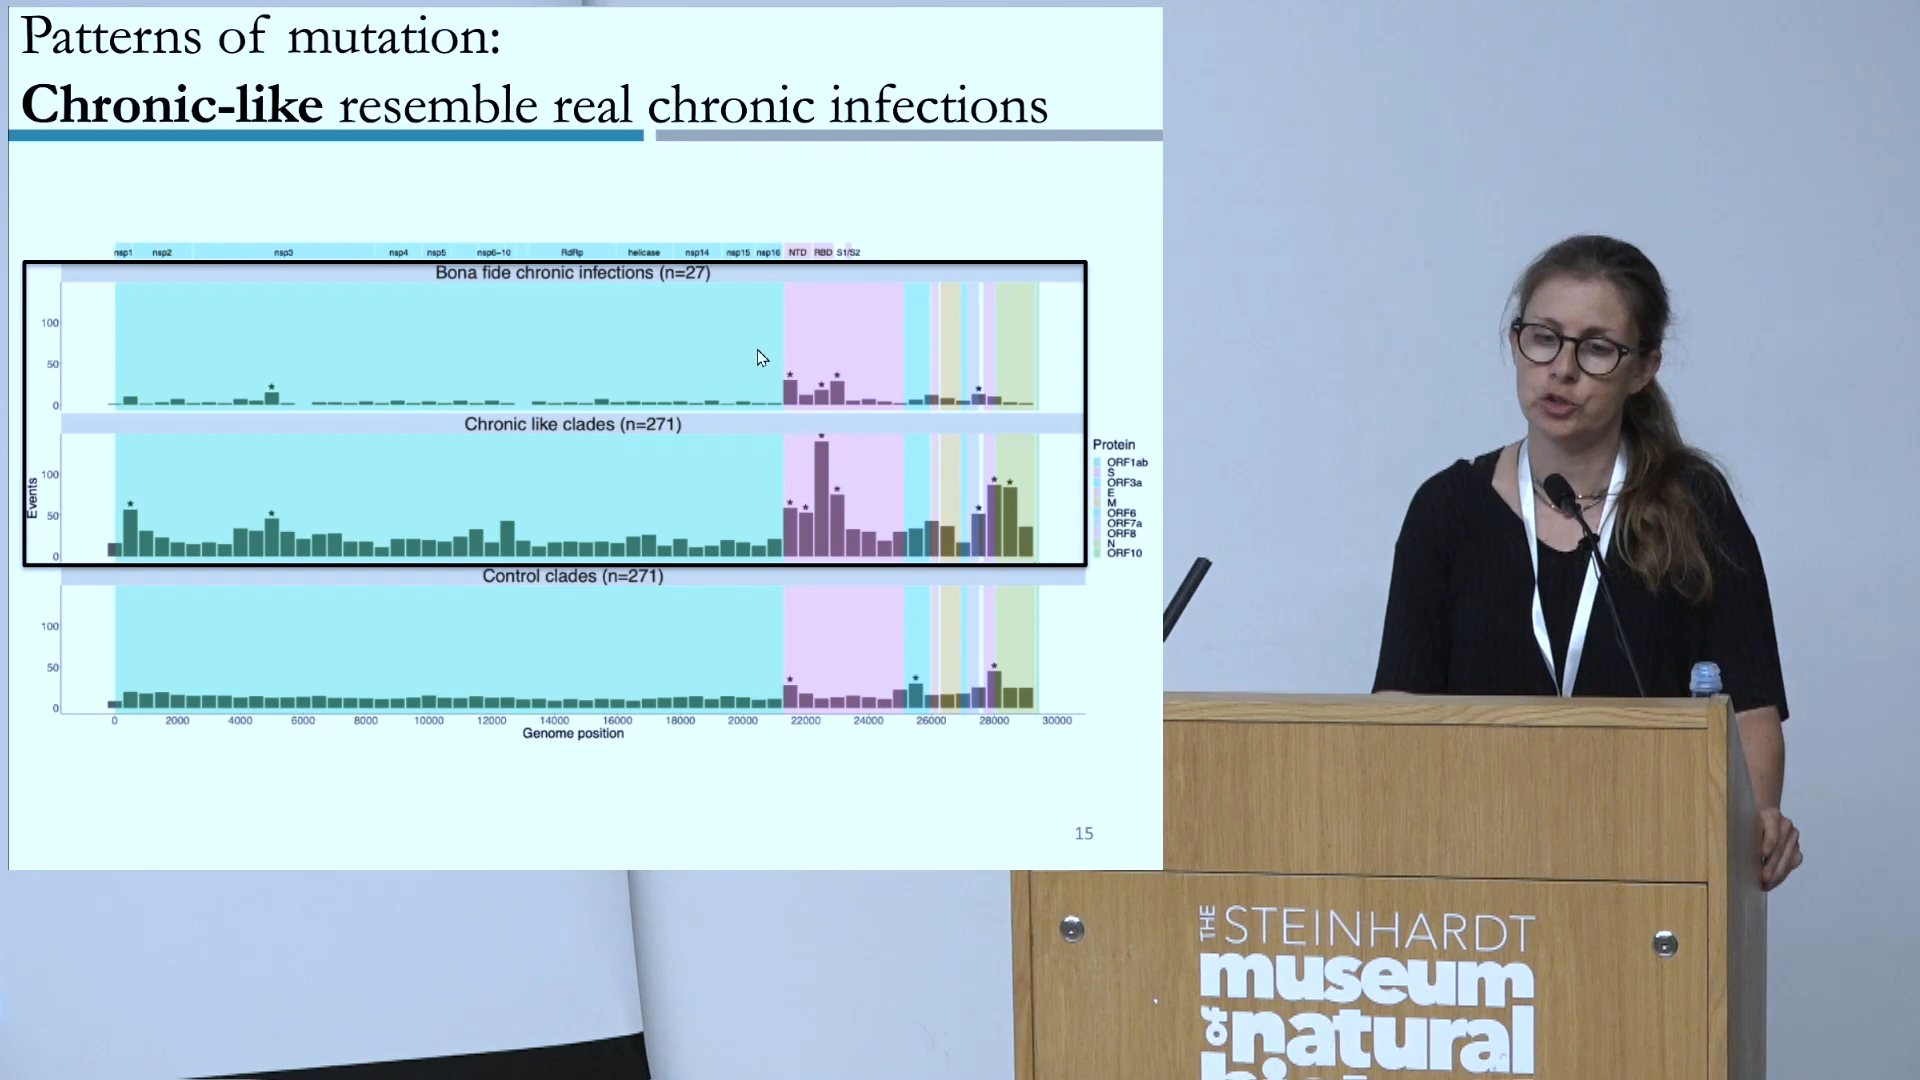 Patterns of mutation:
Chronic-like resemble real chronic infections
nsp1 nsp2 nsp3 nsp4 nsp5 nsp6–10 RdRp helicase nsp14 nsp15 nsp16 NTD RBD S1/S2
Bona fide chronic infections (n=27)
100
50
0
Chronic like clades (n=271)
100
50
0
Events
Control clades (n=271)
100
50
0
0 2000 4000 6000 8000 10000 12000 14000 16000 18000 20000 22000 24000 26000 28000 30000
Genome position
Protein
ORF1ab
S
ORF3a
E
M
ORF6
ORF7a
ORF8
N
ORF10
15
THE STEINHARDT
museum
of natural